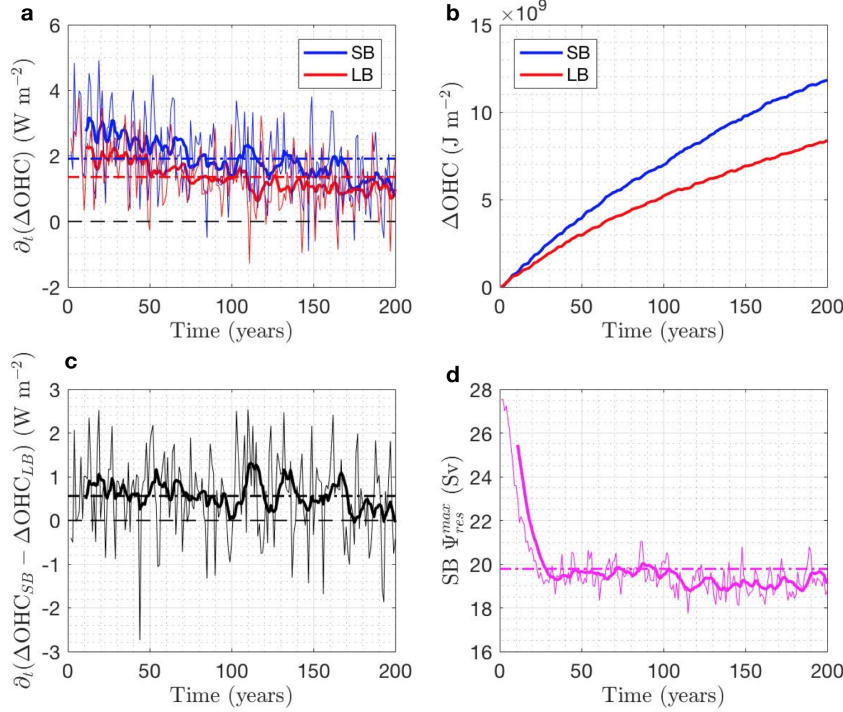 a
∂t(ΔOHC) (W m−2)
6
4
2
0
-2
SB
LB
0
50
100
150
200
Time (years)
b
×10^9
ΔOHC (J m−2)
15
10
5
0
SB
LB
0
50
100
150
200
Time (years)
c
∂t(ΔOHCSB − ΔOHCLB) (W m−2)
3
2
1
0
-1
-2
-3
0
50
100
150
200
Time (years)
d
SB Ψ^max_res (Sv)
28
26
24
22
20
18
16
0
50
100
150
200
Time (years)